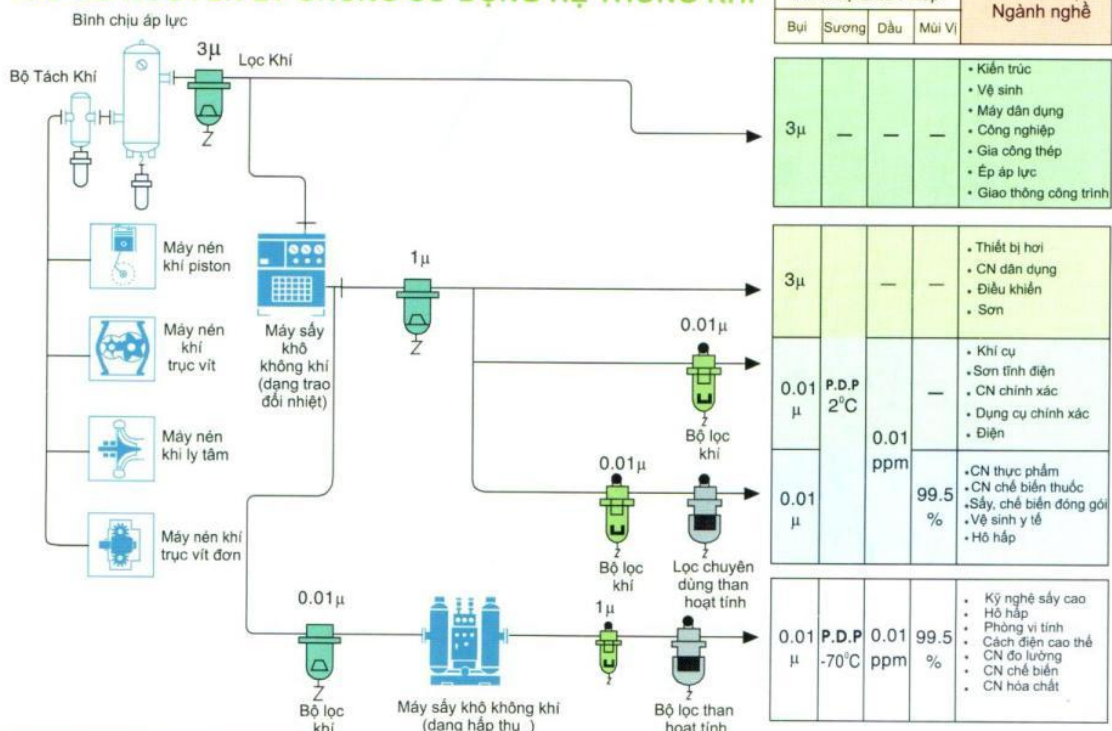 Ngành nghề
Bụi
Sương
Dầu
Mùi Vị
Bình chịu áp lực
Bộ Tách Khí
3μ
Lọc Khí
Z
3μ
—
—
—
• Kiến trúc
• Vệ sinh
• Máy dân dụng
• Công nghiệp
• Gia công thép
• Ép áp lực
• Giao thông công trình
Máy nén
khí piston
Máy nén
khí
trục vít
Máy nén
khi ly tâm
Máy nén khí
trục vít đơn
Máy sấy
khô
không khí
(dạng trao
đổi nhiệt)
1μ
Z
3μ
—
—
• Thiết bị hơi
• CN dân dụng
• Điều khiển
• Sơn
0.01μ
z
Bộ lọc
khí
0.01
μ
P.D.P
2⁰C
0.01
ppm
—
• Khí cụ
• Sơn tĩnh điện
• CN chính xác
• Dụng cụ chính xác
• Điện
0.01μ
z
Bộ lọc
khí
z
Lọc chuyên
dùng than
hoạt tính
0.01
μ
99.5
%
• CN thực phẩm
• CN chế biến thuốc
• Sấy, chế biến đóng gói
• Vệ sinh y tế
• Hô hấp
0.01μ
Z
Bộ lọc
khí
Máy sấy khô không khí
(dạng hấp thụ )
1μ
z
z
Bộ lọc than
hoạt tính
0.01
μ
P.D.P
-70⁰C
0.01
ppm
99.5
%
• Kỹ nghệ sấy cao
• Hô hấp
• Phòng vi tính
• Cách điện cao thế
• CN đo lường
• CN chế biến
• CN hóa chất